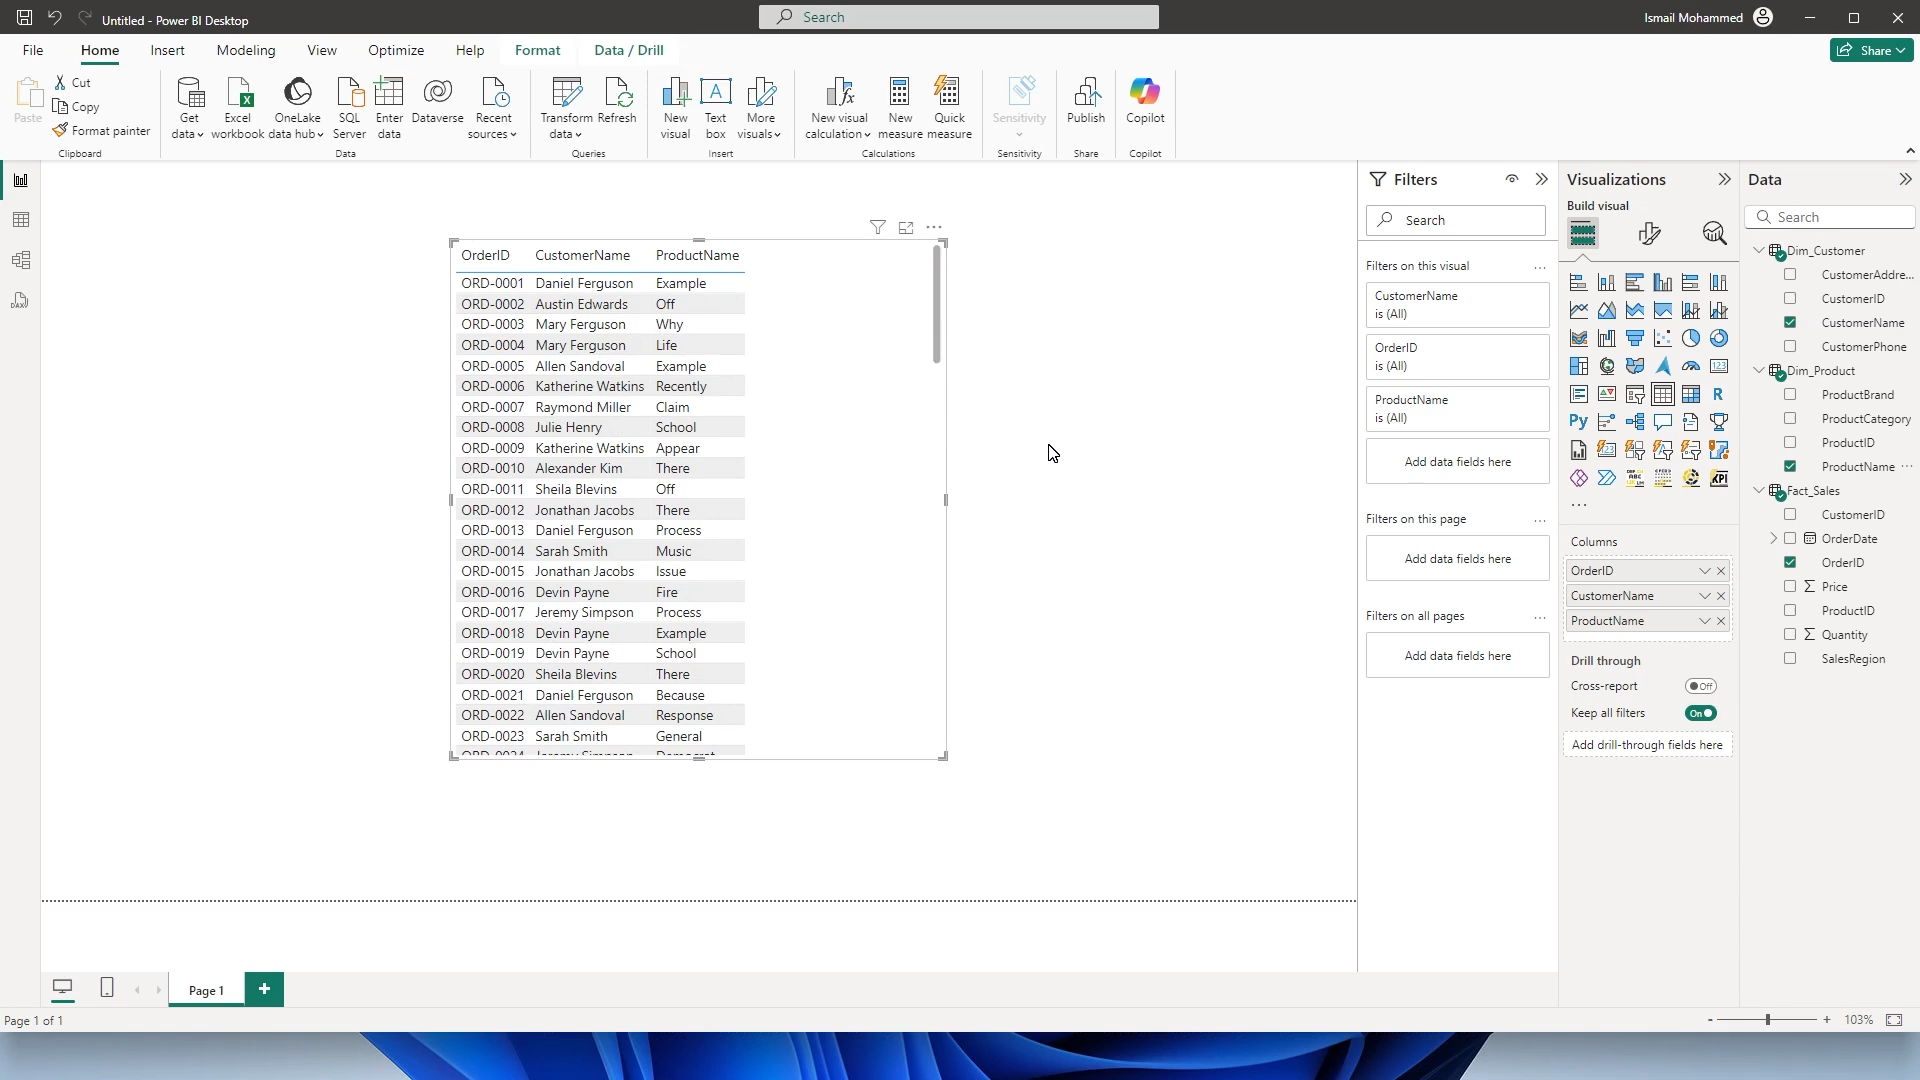 Untitled - Power BI Desktop
Search
Ismail Mohammed
File Home Insert Modeling View Optimize Help Format Data / Drill
Share
Paste
Cut
Copy
Format painter
Clipboard
Get data
Excel workbook
OneLake data hub
SQL Server
Enter data
Dataverse
Recent sources
Data
Transform data
Refresh
Queries
New visual
Text box
More visuals
Insert
New visual calculation
New measure
Quick measure
Calculations
Sensitivity
Sensitivity
Publish
Share
Copilot
Copilot
OrderID CustomerName ProductName
ORD-0001 Daniel Ferguson Example
ORD-0002 Austin Edwards Off
ORD-0003 Mary Ferguson Why
ORD-0004 Mary Ferguson Life
ORD-0005 Allen Sandoval Example
ORD-0006 Katherine Watkins Recently
ORD-0007 Raymond Miller Claim
ORD-0008 Julie Henry School
ORD-0009 Katherine Watkins Appear
ORD-0010 Alexander Kim There
ORD-0011 Sheila Blevins Off
ORD-0012 Jonathan Jacobs There
ORD-0013 Daniel Ferguson Process
ORD-0014 Sarah Smith Music
ORD-0015 Jonathan Jacobs Issue
ORD-0016 Devin Payne Fire
ORD-0017 Jeremy Simpson Process
ORD-0018 Devin Payne Example
ORD-0019 Devin Payne School
ORD-0020 Sheila Blevins There
ORD-0021 Daniel Ferguson Because
ORD-0022 Allen Sandoval Response
ORD-0023 Sarah Smith General
Filters
Search
Filters on this visual
CustomerName
is (All)
OrderID
is (All)
ProductName
is (All)
Add data fields here
Filters on this page
Add data fields here
Filters on all pages
Add data fields here
Visualizations
Build visual
123
R
Py
KPI
Columns
OrderID
CustomerName
ProductName
Drill through
Cross-report Off
Keep all filters On
Add drill-through fields here
Data
Search
Dim_Customer
CustomerAddre...
CustomerID
CustomerName
CustomerPhone
Dim_Product
ProductBrand
ProductCategory
ProductID
ProductName
Fact_Sales
CustomerID
OrderDate
OrderID
Price
ProductID
Quantity
SalesRegion
Page 1
Page 1 of 1
103%